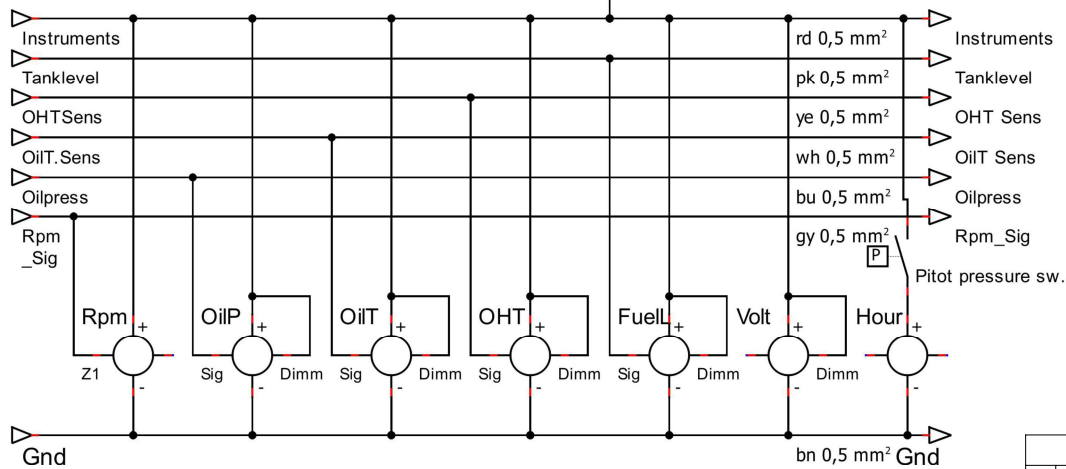 Instruments rd 0,5 mm² Instruments
Tanklevel pk 0,5 mm² Tanklevel
OHTSens ye 0,5 mm² OHT Sens
OilT.Sens wh 0,5 mm² OilT Sens
Oilpress bu 0,5 mm² Oilpress
Rpm gy 0,5 mm² Rpm_Sig
_Sig
P
Pitot pressure sw.
Rpm OilP OilT OHT FuelL Volt Hour
+ + + + + + +
Z1 Sig Dimm Sig Dimm Sig Dimm Sig Dimm Dimm
- - - - - - -
Gnd bn 0,5 mm² Gnd